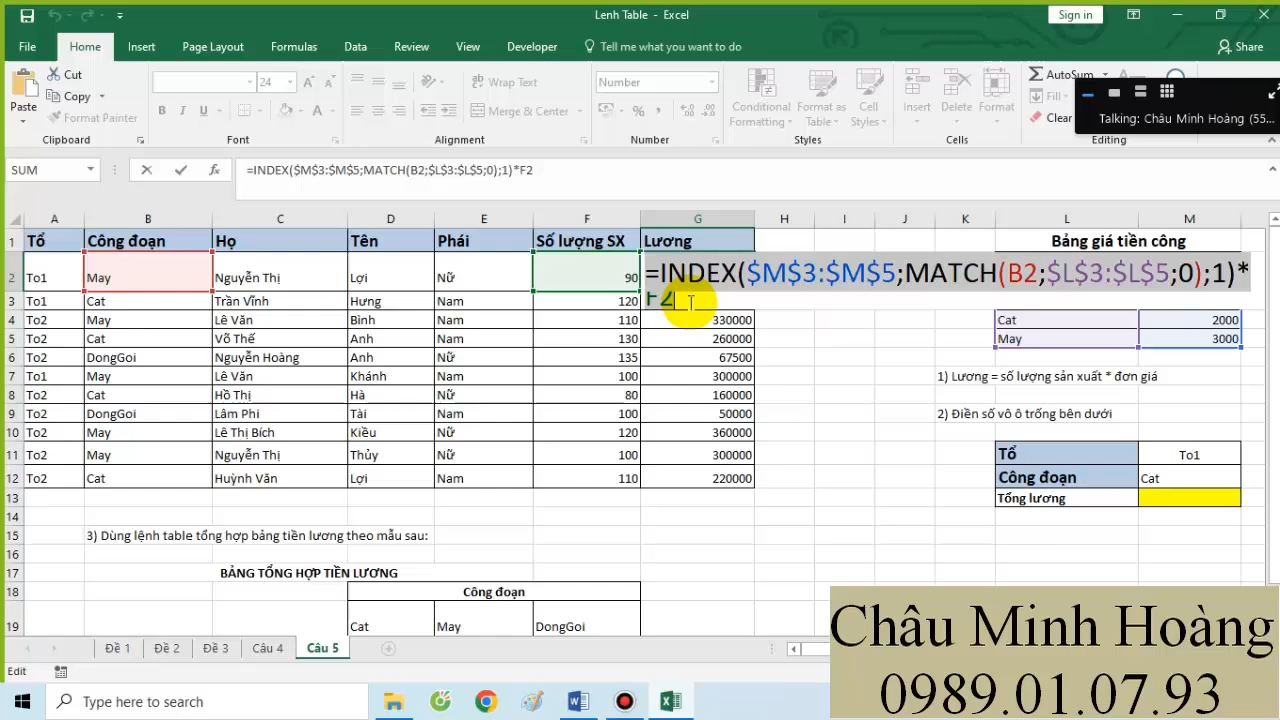 Lenh Table - Excel
Sign in
File Home Insert Page Layout Formulas Data Review View Developer Tell me what you want to do Share
Paste
Cut
Copy
Format Painter
Clipboard
24
B I U
Font
Wrap Text
Merge & Center
Alignment
Number
Number
Conditional Formatting
Format as Table
Cell Styles
Styles
Insert Delete Format
Cells
AutoSum
Fill
Clear
Editing
Talking: Châu Minh Hoàng (55...
SUM =INDEX($M$3:$M$5;MATCH(B2;$L$3:$L$5;0);1)*F2
A B C D E F G H I J K L M
1 Tổ Công đoạn Họ Tên Phái Số lượng SX Lương Bảng giá tiền công
2 To1 May Nguyễn Thị Lợi Nữ 90 =INDEX($M$3:$M$5;MATCH(B2;$L$3:$L$5;0);1)*
F2
3 To1 Cat Trần Vĩnh Hưng Nam 120
4 To2 May Lê Văn Bình Nam 110 330000 Cat 2000
5 To2 Cat Võ Thế Anh Nam 130 260000 May 3000
6 To2 DongGoi Nguyễn Hoàng Anh Nữ 135 67500
7 To1 May Lê Văn Khánh Nam 100 300000 1) Lương = số lượng sản xuất * đơn giá
8 To2 Cat Hồ Thị Hà Nữ 80 160000
9 To2 DongGoi Lâm Phi Tài Nam 100 50000 2) Điền số vô ô trống bên dưới
10 To2 May Lê Thị Bích Kiều Nữ 120 360000
11 To2 May Nguyễn Thị Thủy Nữ 100 300000 Tổ To1
12 To2 Cat Huỳnh Văn Lợi Nam 110 220000 Công đoạn Cat
13 Tổng lương
14
15 3) Dùng lệnh table tổng hợp bảng tiền lương theo mẫu sau:
16
17 BẢNG TỔNG HỢP TIỀN LƯƠNG
18 Công đoạn
19 Cat May DongGoi
Đề 1 Đề 2 Đề 3 Câu 4 Câu 5
Edit
Châu Minh Hoàng
0989.01.07.93
Type here to search